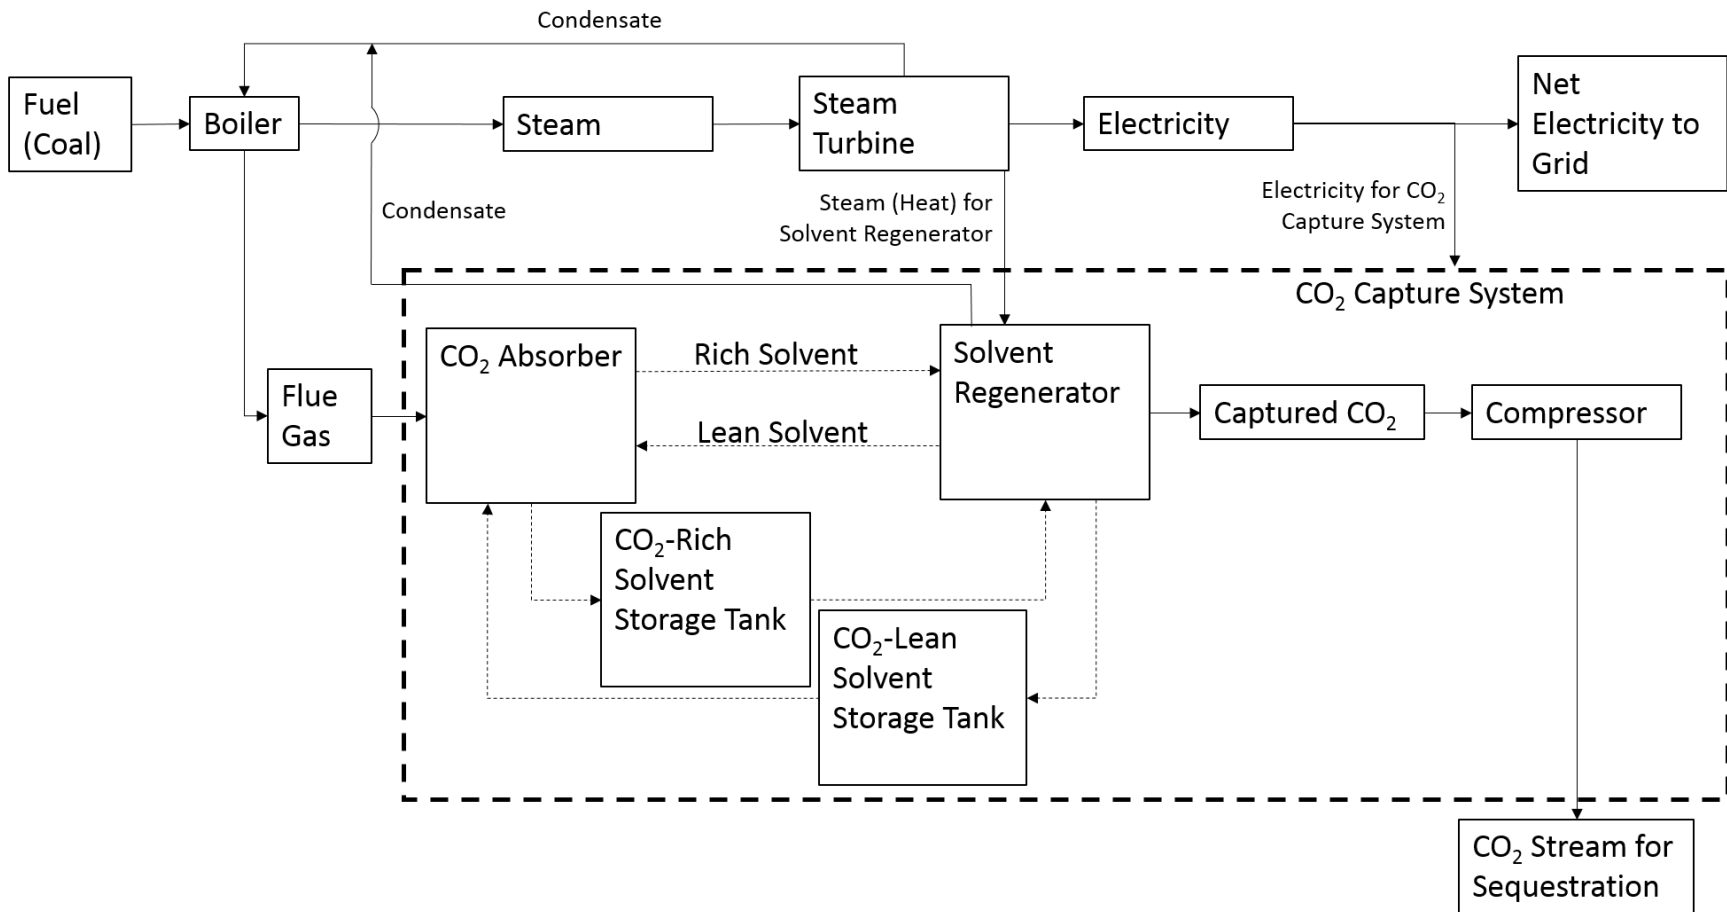 Condensate
Fuel
(Coal)
Boiler
Steam
Steam
Turbine
Electricity
Net
Electricity to
Grid
Condensate
Steam (Heat) for
Solvent Regenerator
Electricity for CO₂
Capture System
CO₂ Capture System
CO₂ Absorber
Rich Solvent
Lean Solvent
Solvent
Regenerator
Flue
Gas
Captured CO₂
Compressor
CO₂-Rich
Solvent
Storage Tank
CO₂-Lean
Solvent
Storage Tank
CO₂ Stream for
Sequestration